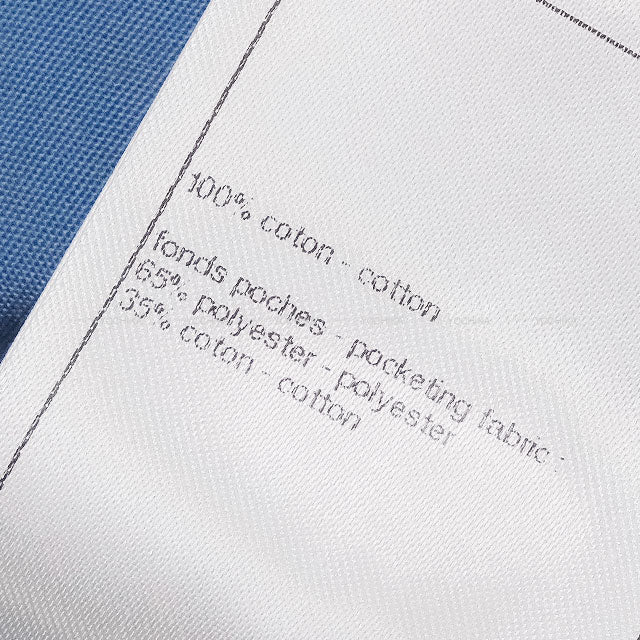 100% coton - cotton
fonds poches - pocketing fabric :
65% polyester - polyester
35% coton - cotton